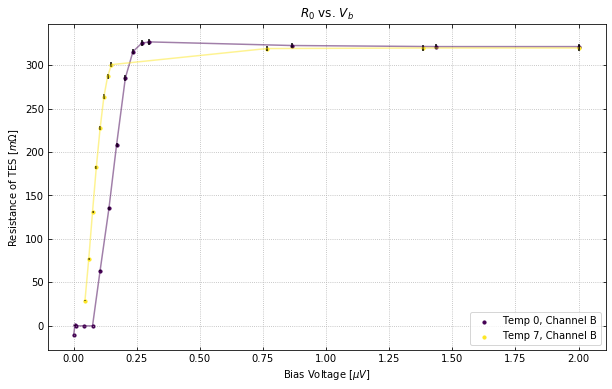 R₀ vs. V_b
Resistance of TES [mΩ]
300
250
200
150
100
50
0
0.00 0.25 0.50 0.75 1.00 1.25 1.50 1.75 2.00
Bias Voltage [μV]
Temp 0, Channel B
Temp 7, Channel B